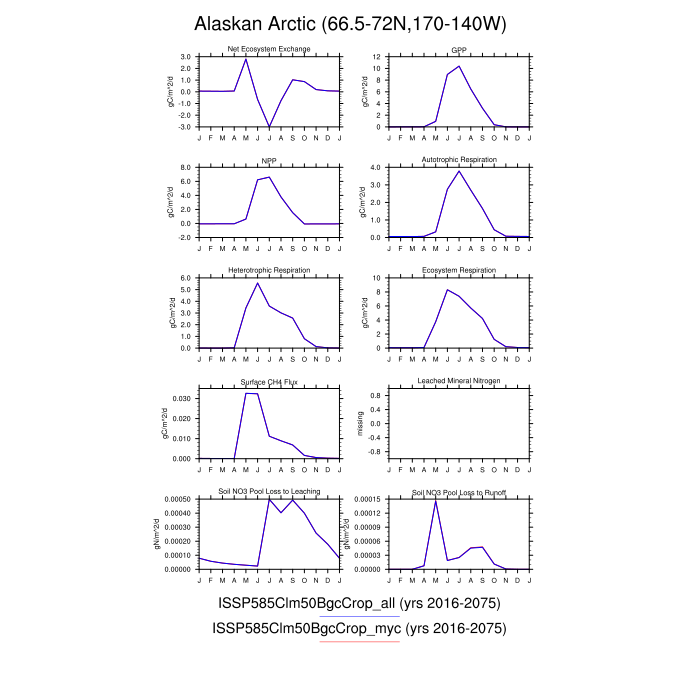 Alaskan Arctic (66.5-72N,170-140W)
Net Ecosystem Exchange
gC/m^2/d
3.0
2.0
1.0
0.0
-1.0
-2.0
-3.0
J F M A M J J A S O N D J
GPP
gC/m^2/d
12
10
8
6
4
2
0
J F M A M J J A S O N D J
NPP
gC/m^2/d
8.0
6.0
4.0
2.0
0.0
-2.0
J F M A M J J A S O N D J
Autotrophic Respiration
gC/m^2/d
4.0
3.0
2.0
1.0
0.0
J F M A M J J A S O N D J
Heterotrophic Respiration
gC/m^2/d
6.0
5.0
4.0
3.0
2.0
1.0
0.0
J F M A M J J A S O N D J
Ecosystem Respiration
gC/m^2/d
10
8
6
4
2
0
J F M A M J J A S O N D J
Surface CH4 Flux
gC/m^2/d
0.030
0.020
0.010
0.000
J F M A M J J A S O N D J
Leached Mineral Nitrogen
missing
0.8
0.4
0.0
-0.4
-0.8
J F M A M J J A S O N D J
Soil NO3 Pool Loss to Leaching
gN/m^2/d
0.00050
0.00040
0.00030
0.00020
0.00010
0.00000
J F M A M J J A S O N D J
Soil NO3 Pool Loss to Runoff
gN/m^2/d
0.00015
0.00012
0.00009
0.00006
0.00003
0.00000
J F M A M J J A S O N D J
ISSP585Clm50BgcCrop_all (yrs 2016-2075)
ISSP585Clm50BgcCrop_myc (yrs 2016-2075)